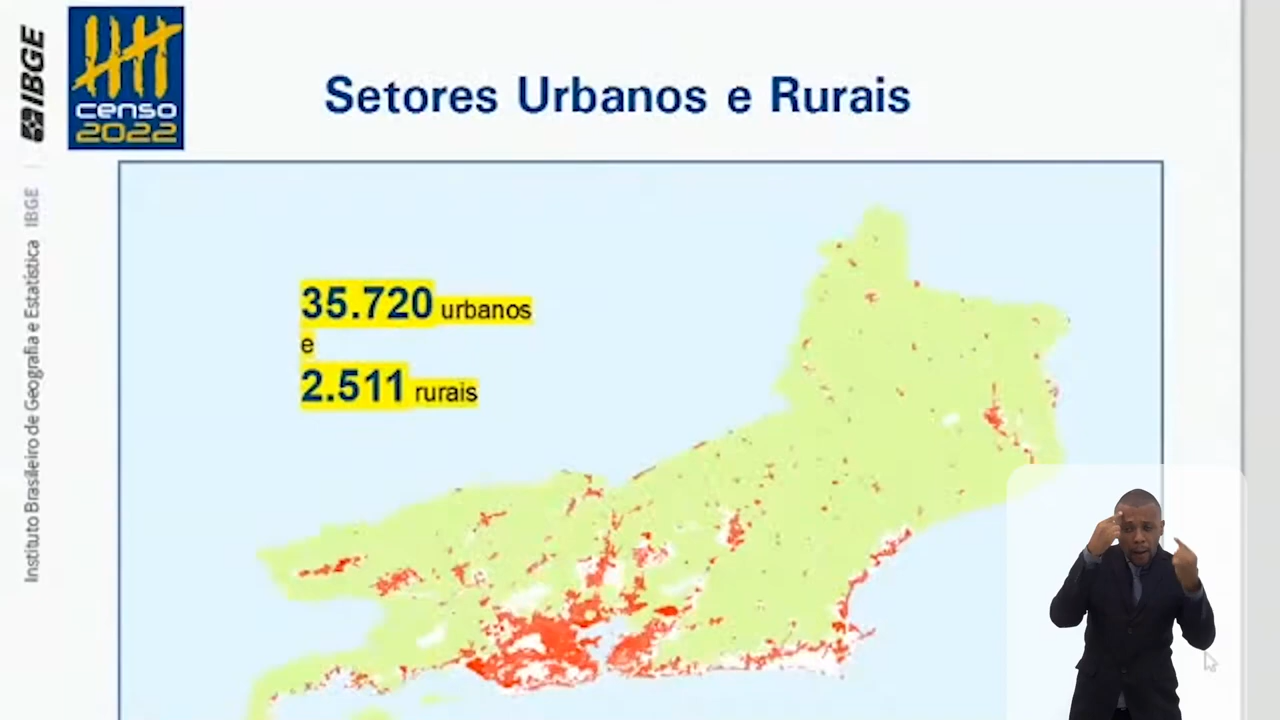 IBGE
censo
2022
Setores Urbanos e Rurais
Instituto Brasileiro de Geografia e Estatística IBGE
35.720 urbanos
e
2.511 rurais